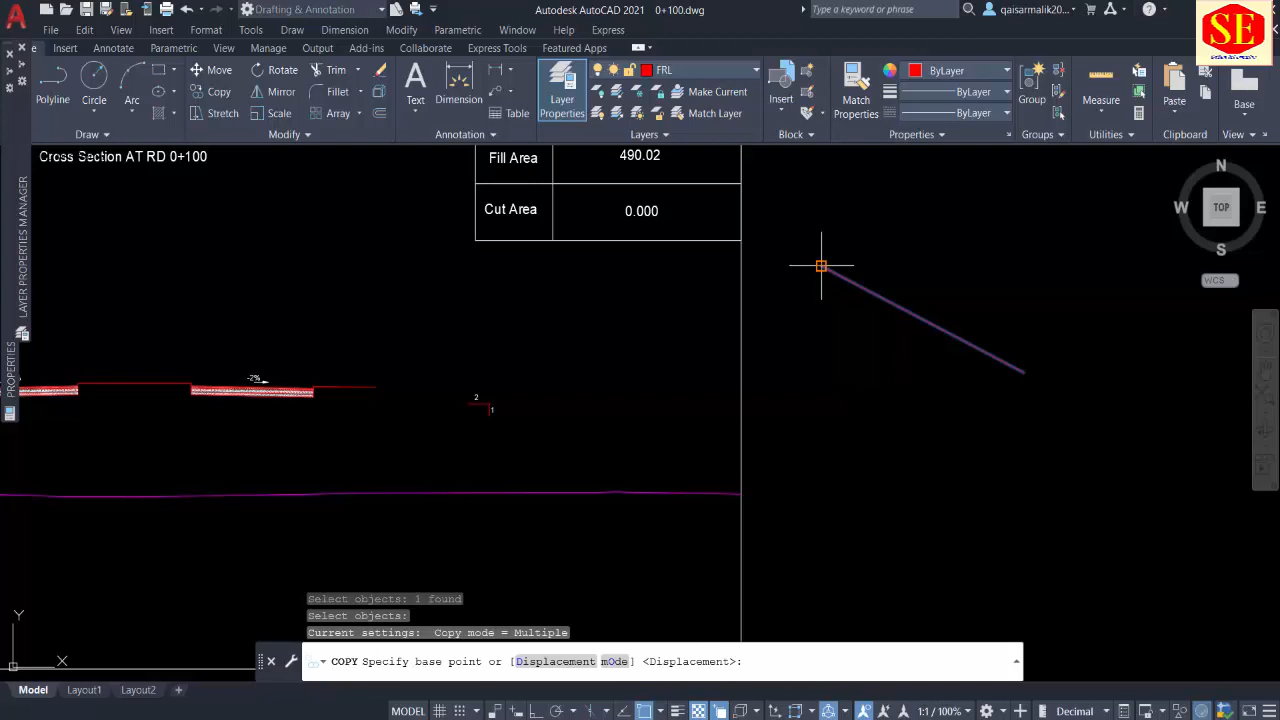 Drafting & Annotation
Autodesk AutoCAD 2021 0+100.dwg
Type a keyword or phrase
qaisarmalik20...
SE
File Edit View Insert Format Tools Draw Dimension Modify Parametric Window Help Express
Insert Annotate Parametric View Manage Output Add-ins Collaborate Express Tools Featured Apps
Polyline
Circle
Arc
Draw
Move
Rotate
Trim
Copy
Mirror
Fillet
Stretch
Scale
Array
Modify
Text
Dimension
Table
Annotation
Layer
Properties
FRL
Make Current
Match Layer
Layers
Insert
Block
Match
Properties
ByLayer
ByLayer
ByLayer
Properties
Group
Groups
Measure
Utilities
Paste
Clipboard
Base
View
LAYER PROPERTIES MANAGER
PROPERTIES
Cross Section AT RD 0+100
Fill Area 490.02
Cut Area 0.000
N
W TOP E
S
WCS
-2%
2
1
Y
X
Select objects: 1 found
Select objects:
Current settings: Copy mode = Multiple
COPY Specify base point or [Displacement mOde] <Displacement>:
Model Layout1 Layout2 +
MODEL
1:1 / 100%
Decimal